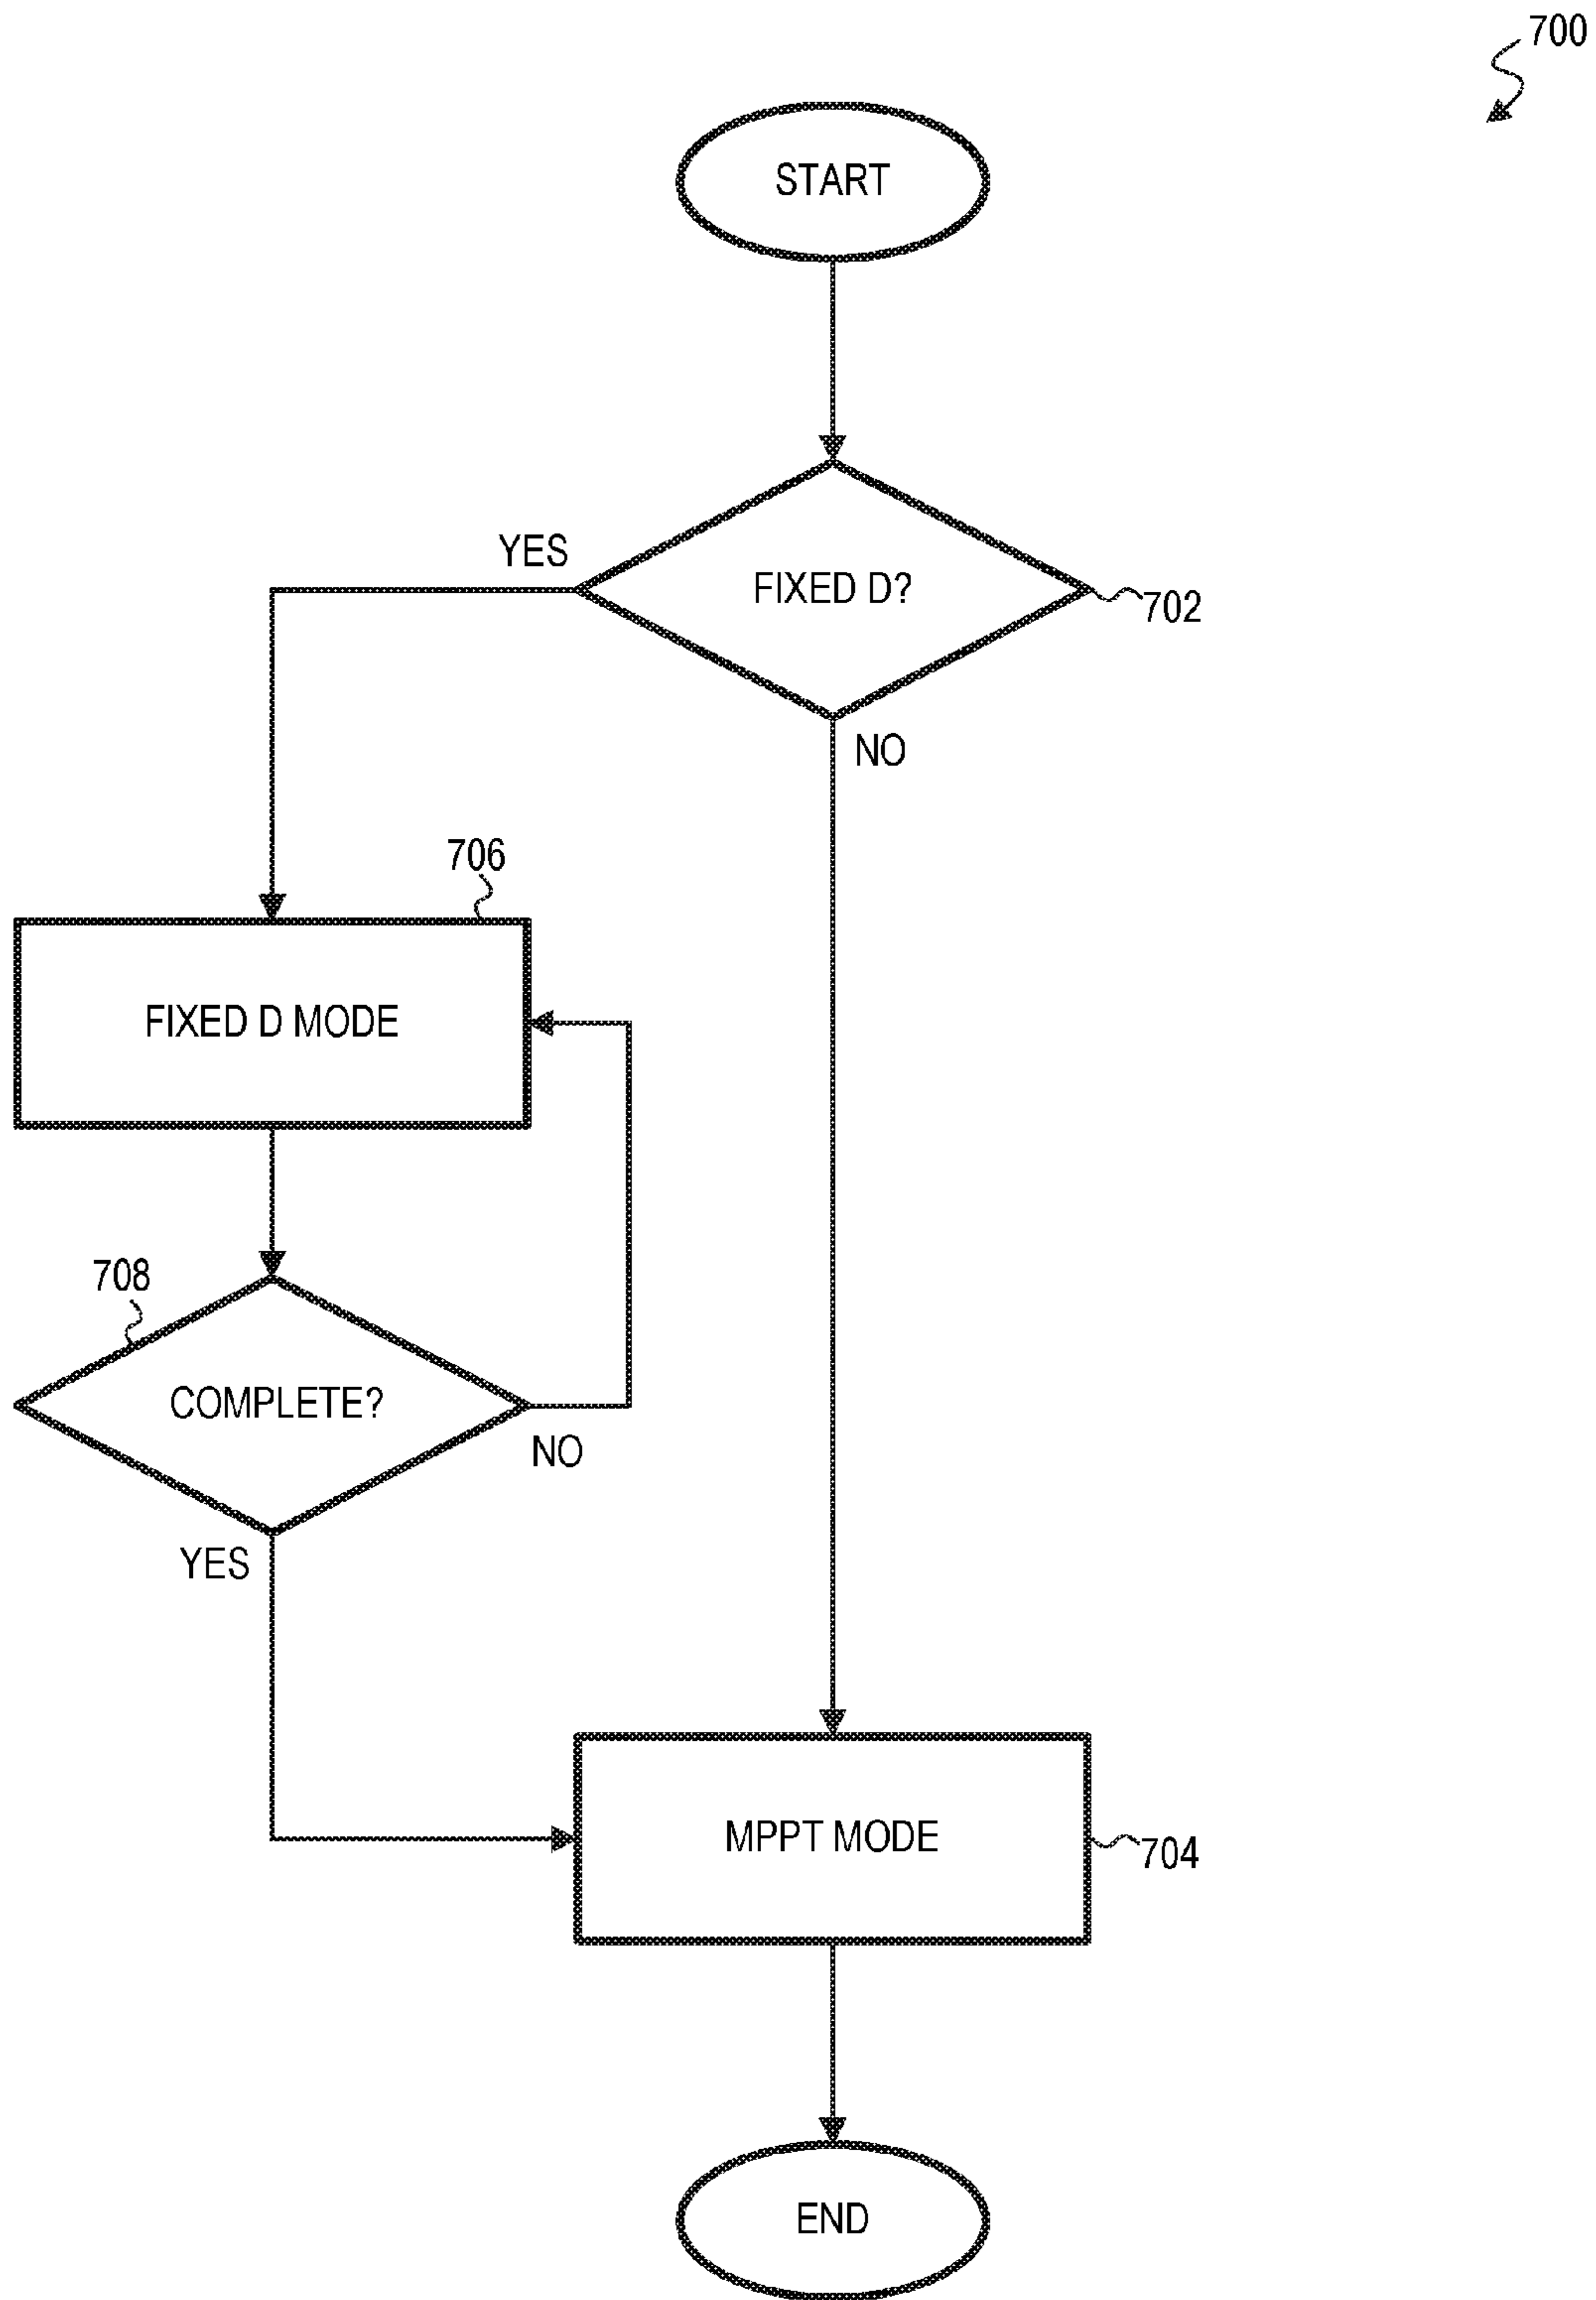 700
START
YES
FIXED D?
702
NO
706
FIXED D MODE
708
COMPLETE?
NO
YES
MPPT MODE
704
END